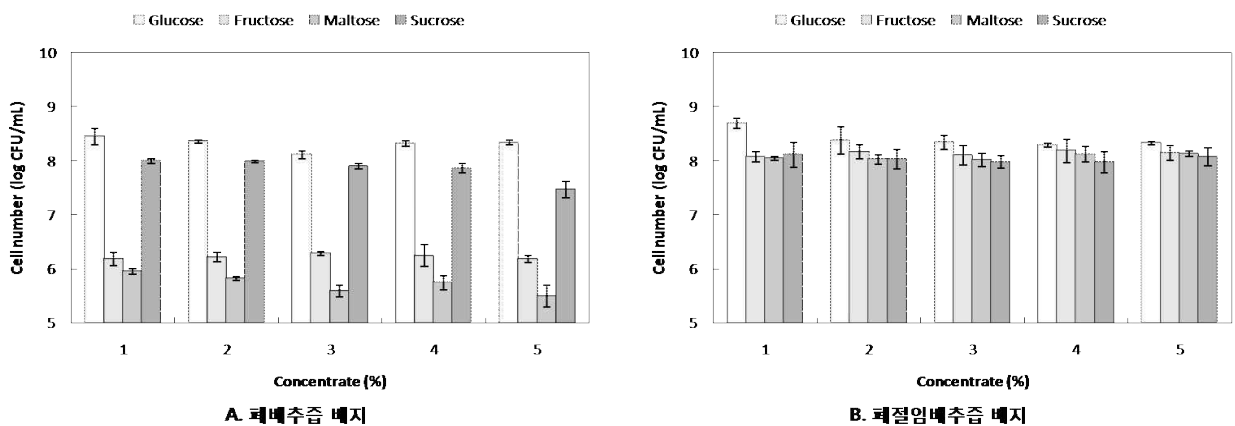 Glucose Fructose Maltose Sucrose
Cell number (log CFU/mL)
10
9
8
7
6
5
1 2 3 4 5
Concentrate (%)
A. 폐배추즙 배지
Glucose Fructose Maltose Sucrose
Cell number (log CFU/mL)
10
9
8
7
6
5
1 2 3 4 5
Concentrate (%)
B. 폐절임배추즙 배지